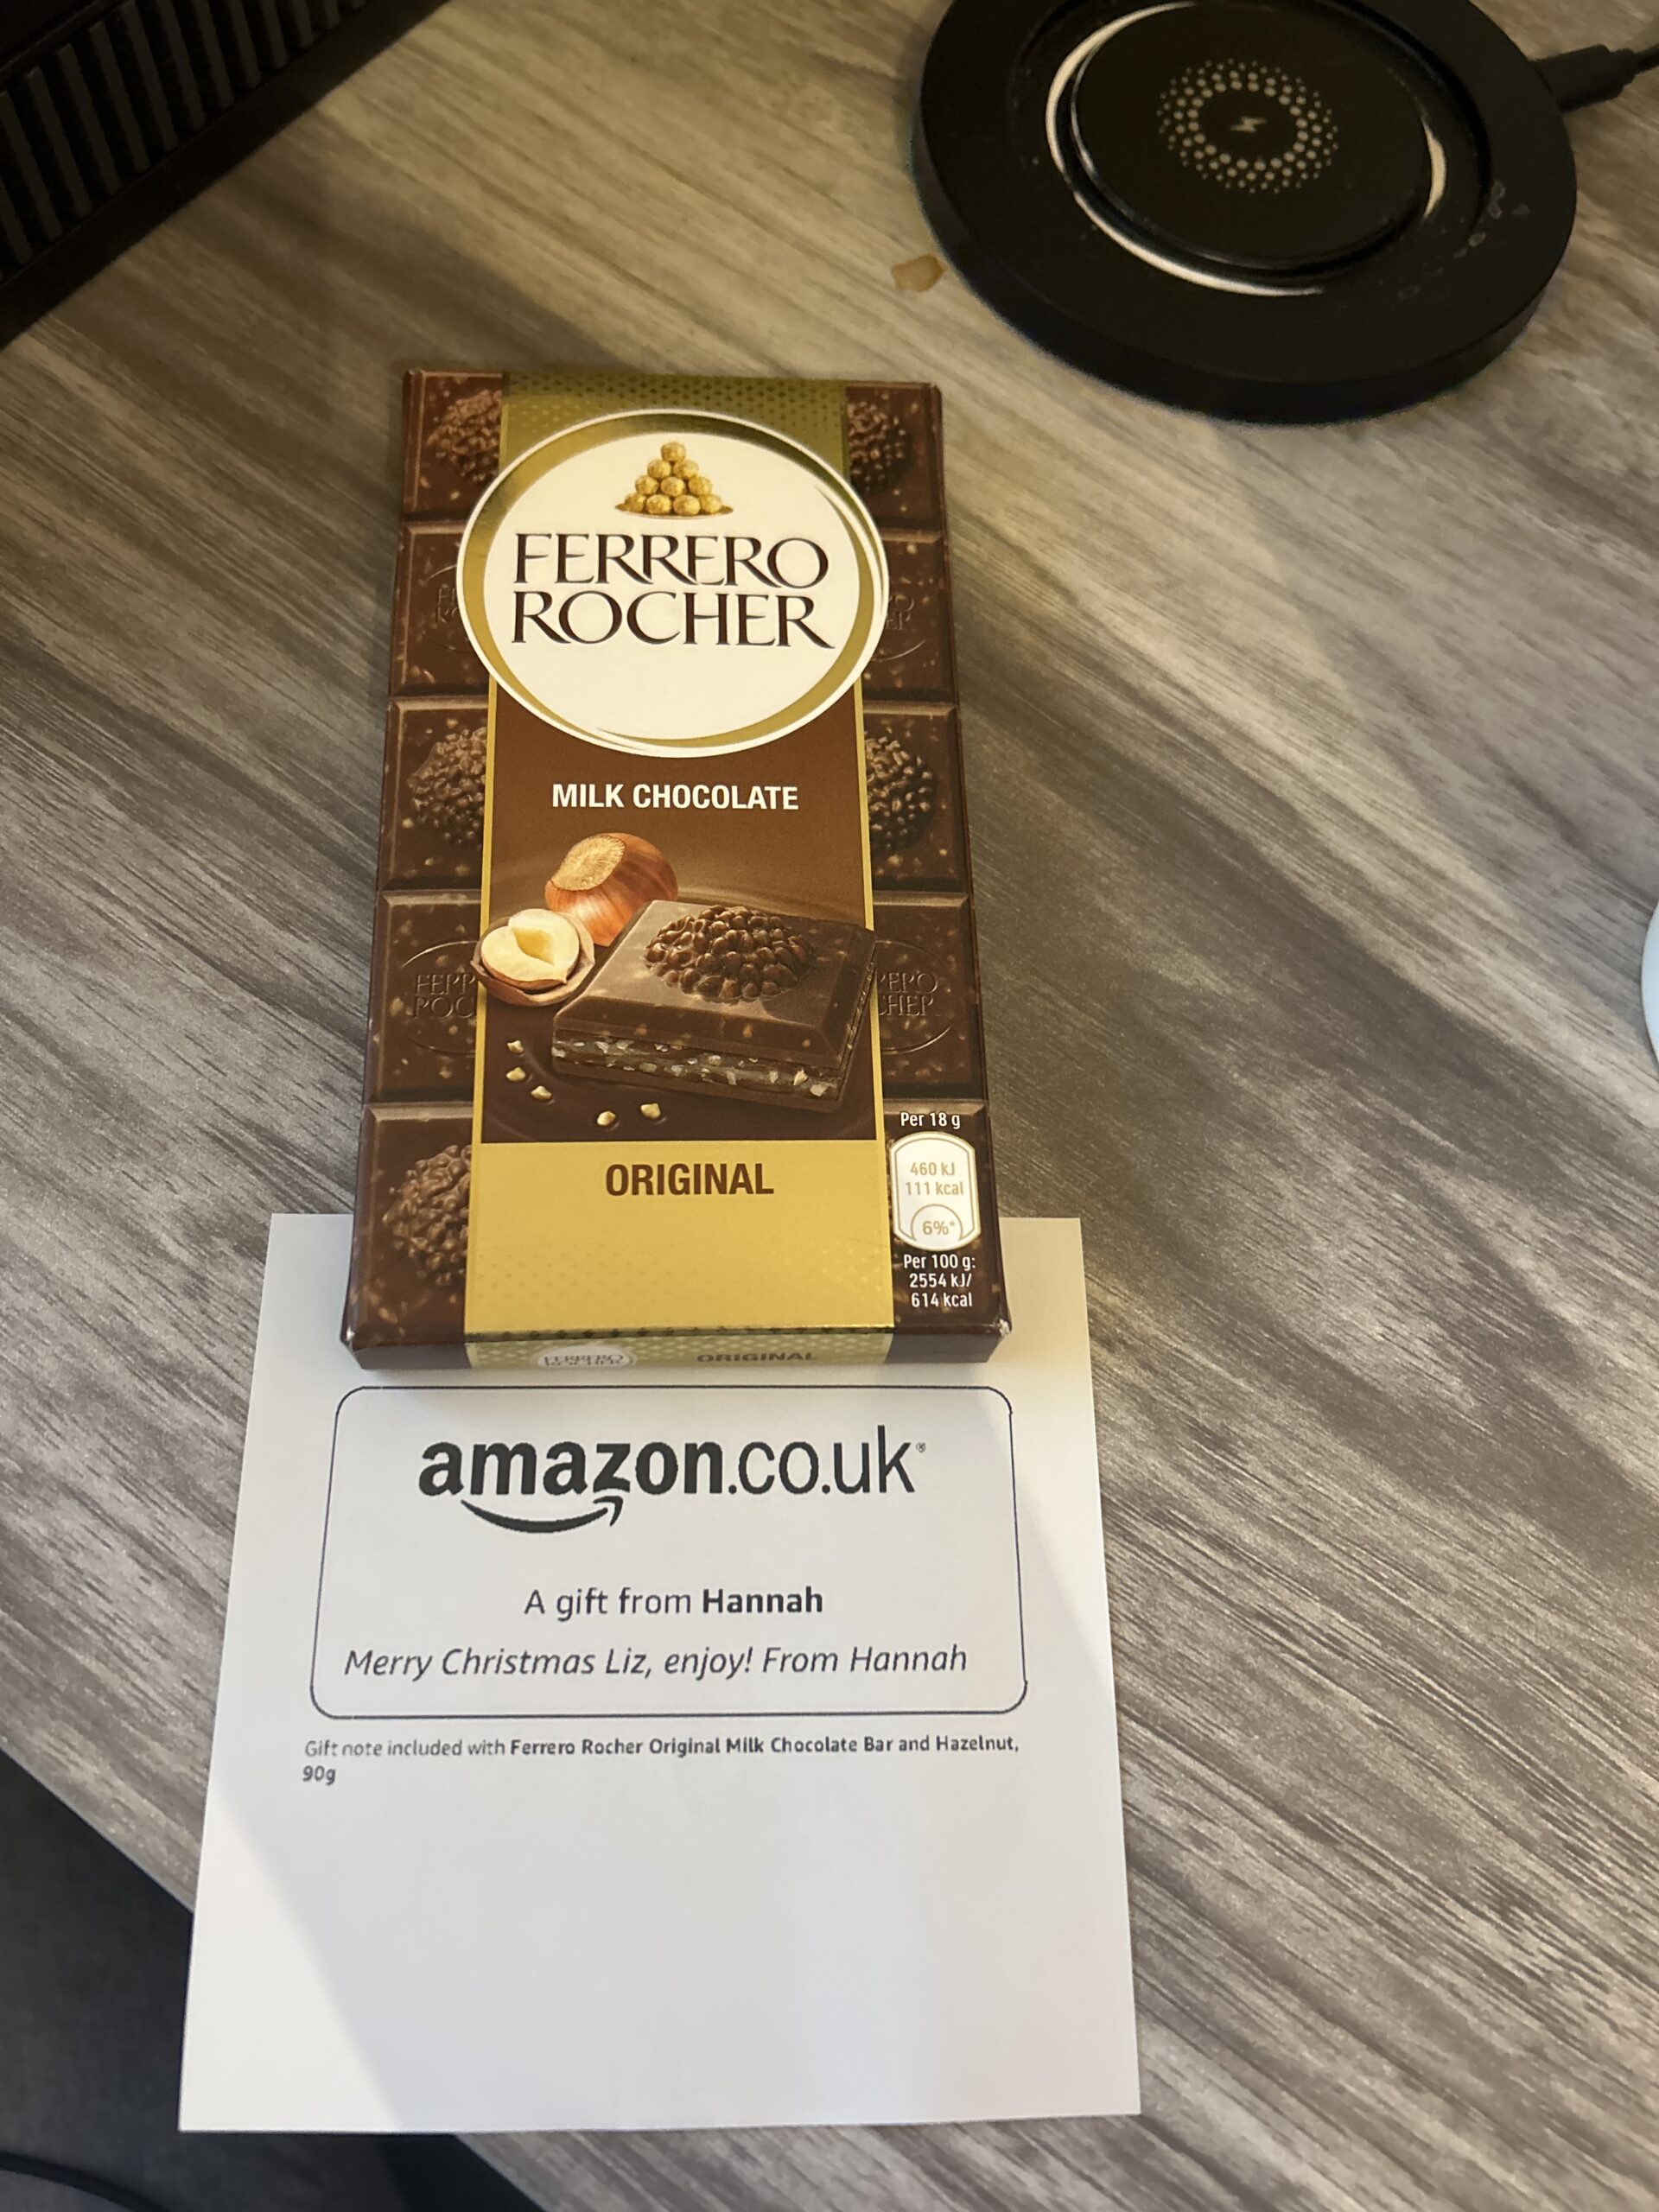 FERRERO
ROCHER
MILK CHOCOLATE
ORIGINAL
Per 18 g
460 kJ
111 kcal
6%*
Per 100 g:
2554 kJ/
614 kcal
FERRERO
ROCHER
ORIGINAL
amazon.co.uk®
A gift from Hannah
Merry Christmas Liz, enjoy! From Hannah
Gift note included with Ferrero Rocher Original Milk Chocolate Bar and Hazelnut,
90g